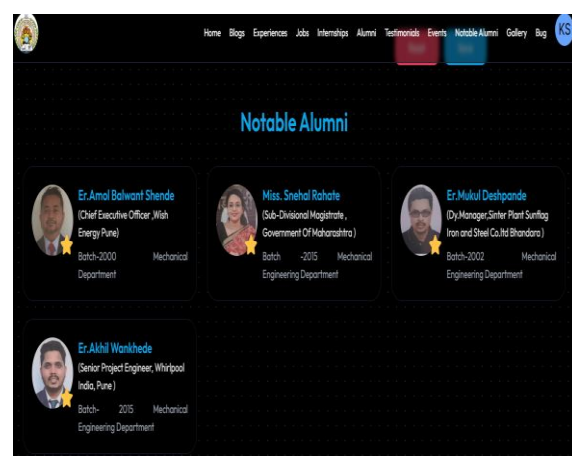 Home Blogs Experiences Jobs Internships Alumni Testimonials Events Notable Alumni Gallery Bug KS
Notable Alumni
Er.Amol Balwant Shende
(Chief Executive Officer ,Wish
Energy Pune)
Batch-2000 Mechanical
Department
Miss. Snehal Rahate
(Sub-Divisional Magistrate ,
Government Of Maharashtra )
Batch -2015 Mechanical
Engineering Department
Er.Mukul Deshpande
(Dy.Manager,Sinter Plant Sunflag
Iron and Steel Co.ltd Bhandara )
Batch-2002 Mechanical
Engineering Department
Er.Akhil Wankhede
(Senior Project Engineer, Whirlpool
India, Pune )
Batch- 2015 Mechanical
Engineering Department